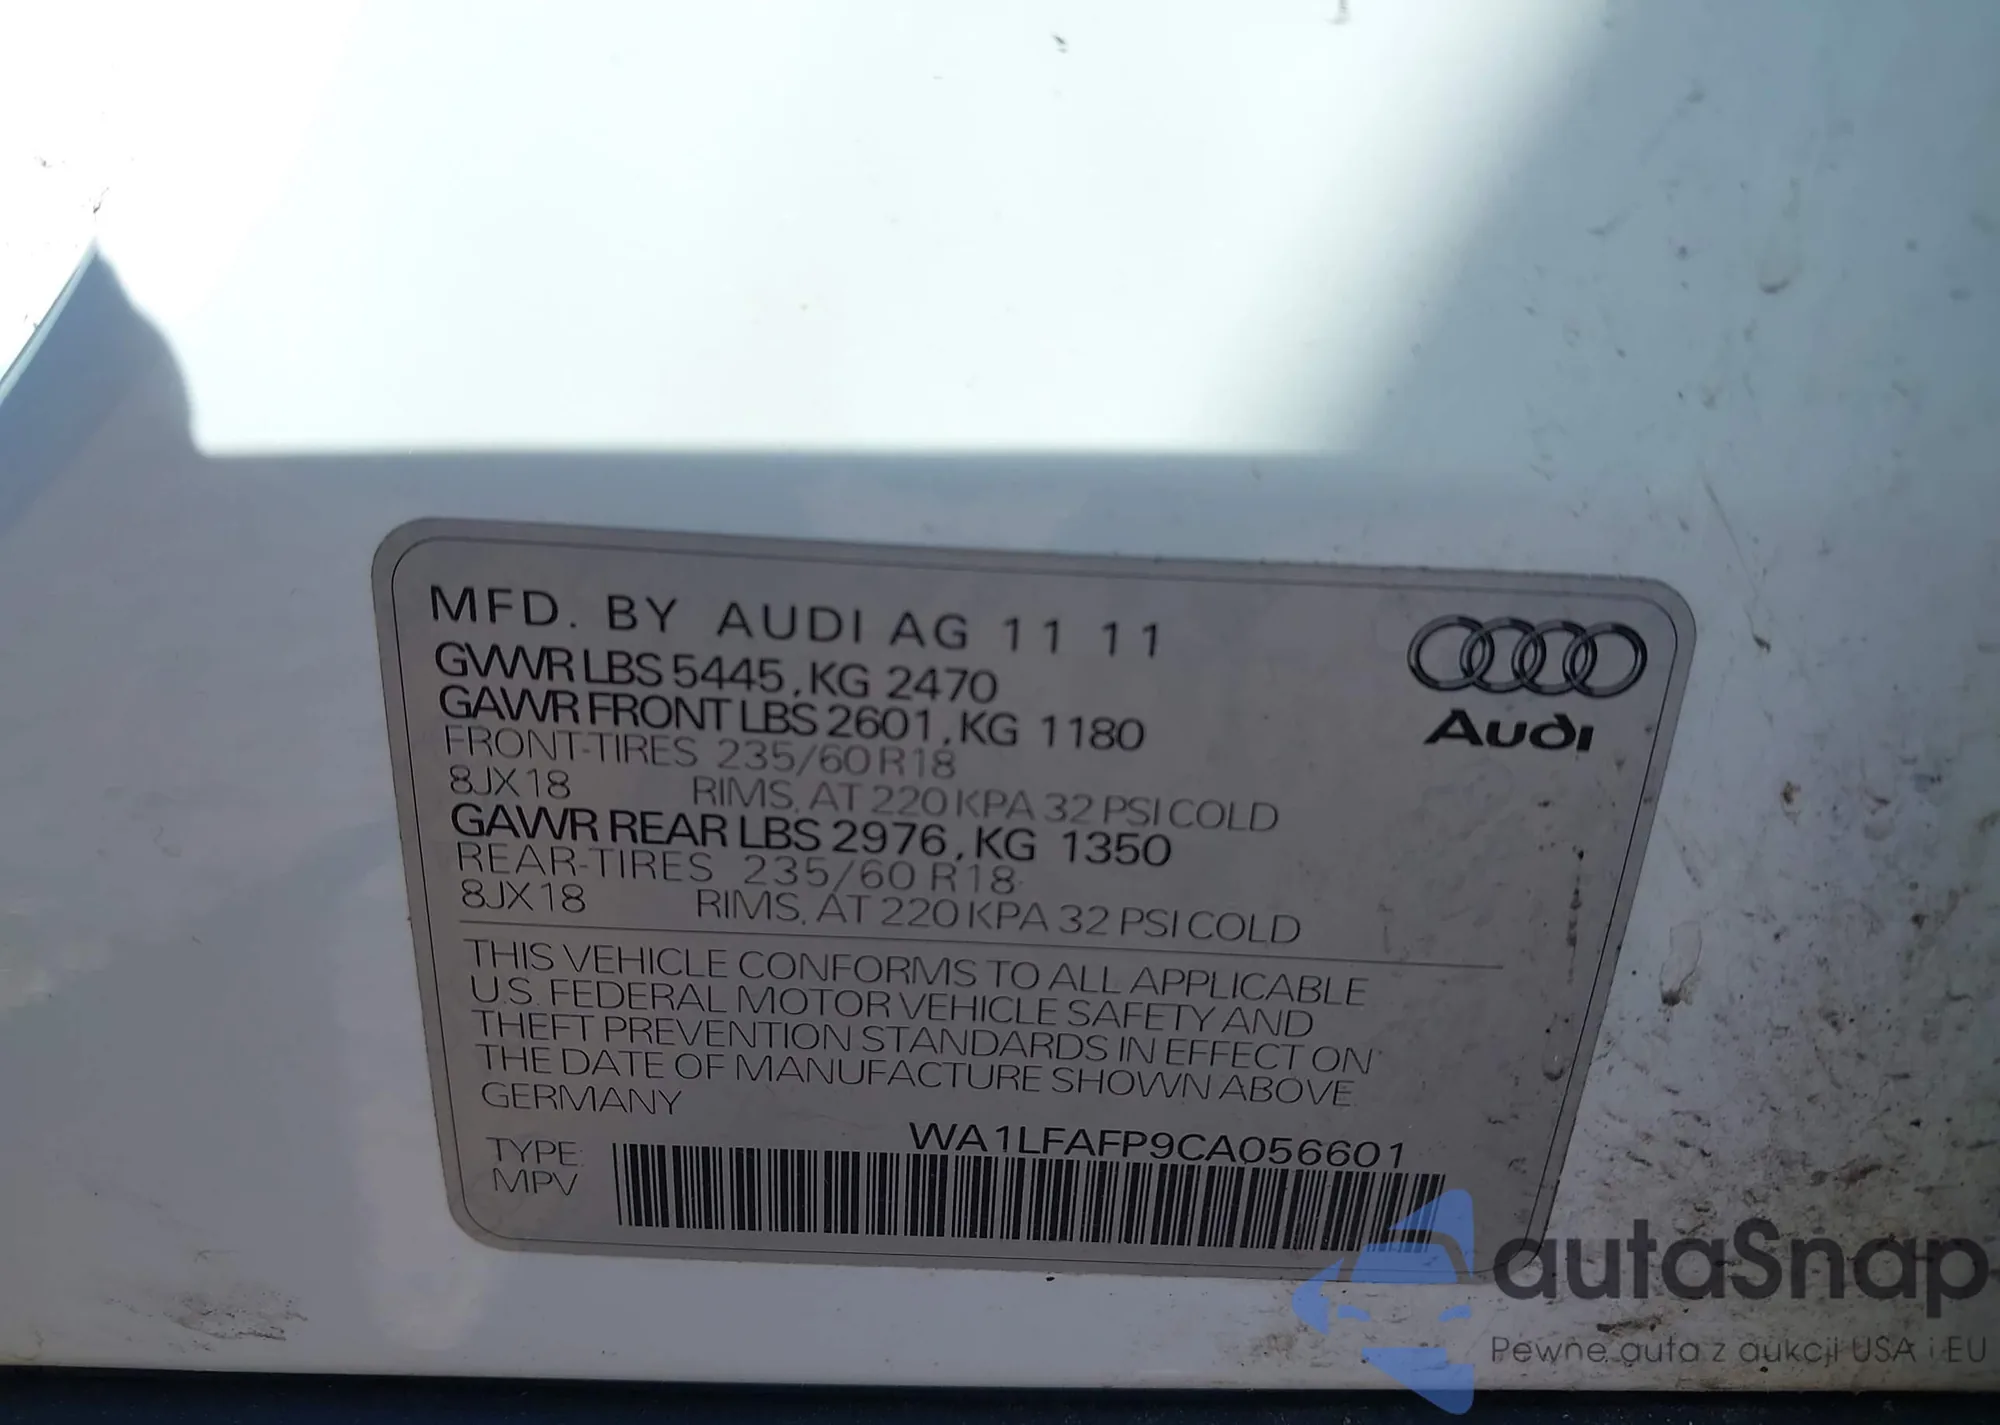 MFD. BY AUDI AG 11 11
GVWR LBS 5445, KG 2470
GAWR FRONT LBS 2601, KG 1180
FRONT-TIRES 235/60 R18
8JX18 RIMS, AT 220 KPA 32 PSI COLD
GAWR REAR LBS 2976, KG 1350
REAR-TIRES 235/60 R18
8JX18 RIMS, AT 220 KPA 32 PSI COLD
Audi
THIS VEHICLE CONFORMS TO ALL APPLICABLE
U.S. FEDERAL MOTOR VEHICLE SAFETY AND
THEFT PREVENTION STANDARDS IN EFFECT ON
THE DATE OF MANUFACTURE SHOWN ABOVE
GERMANY
WA1LFAFP9CA056601
TYPE:
MPV
autaSnap
Pewne auta z aukcji USA i EU